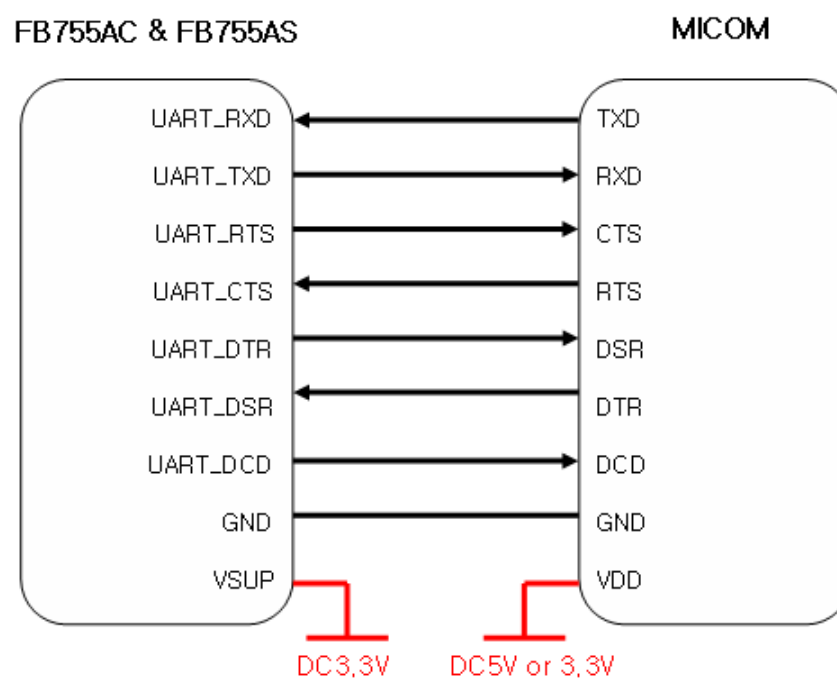 FB755AC & FB755AS
MICOM
UART_RXD
TXD
UART_TXD
RXD
UART_RTS
CTS
UART_CTS
RTS
UART_DTR
DSR
UART_DSR
DTR
UART_DCD
DCD
GND
GND
VSUP
VDD
DC3,3V
DC5V or 3,3V